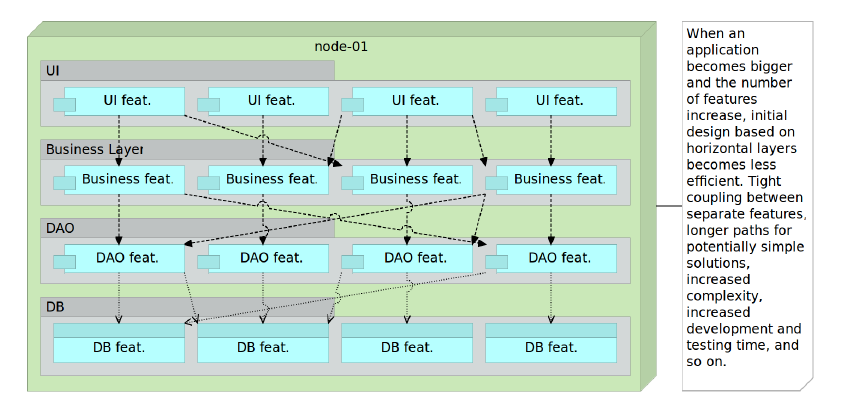 node-01
UI
UI feat. UI feat. UI feat. UI feat.
Business Layer
Business feat. Business feat. Business feat. Business feat.
DAO
DAO feat. DAO feat. DAO feat. DAO feat.
DB
DB feat. DB feat. DB feat. DB feat.
When an
application
becomes bigger
and the number
of features
increase, initial
design based on
horizontal layers
becomes less
efficient. Tight
coupling between
separate features,
longer paths for
potentially simple
solutions,
increased
complexity,
increased
development and
testing time, and
so on.